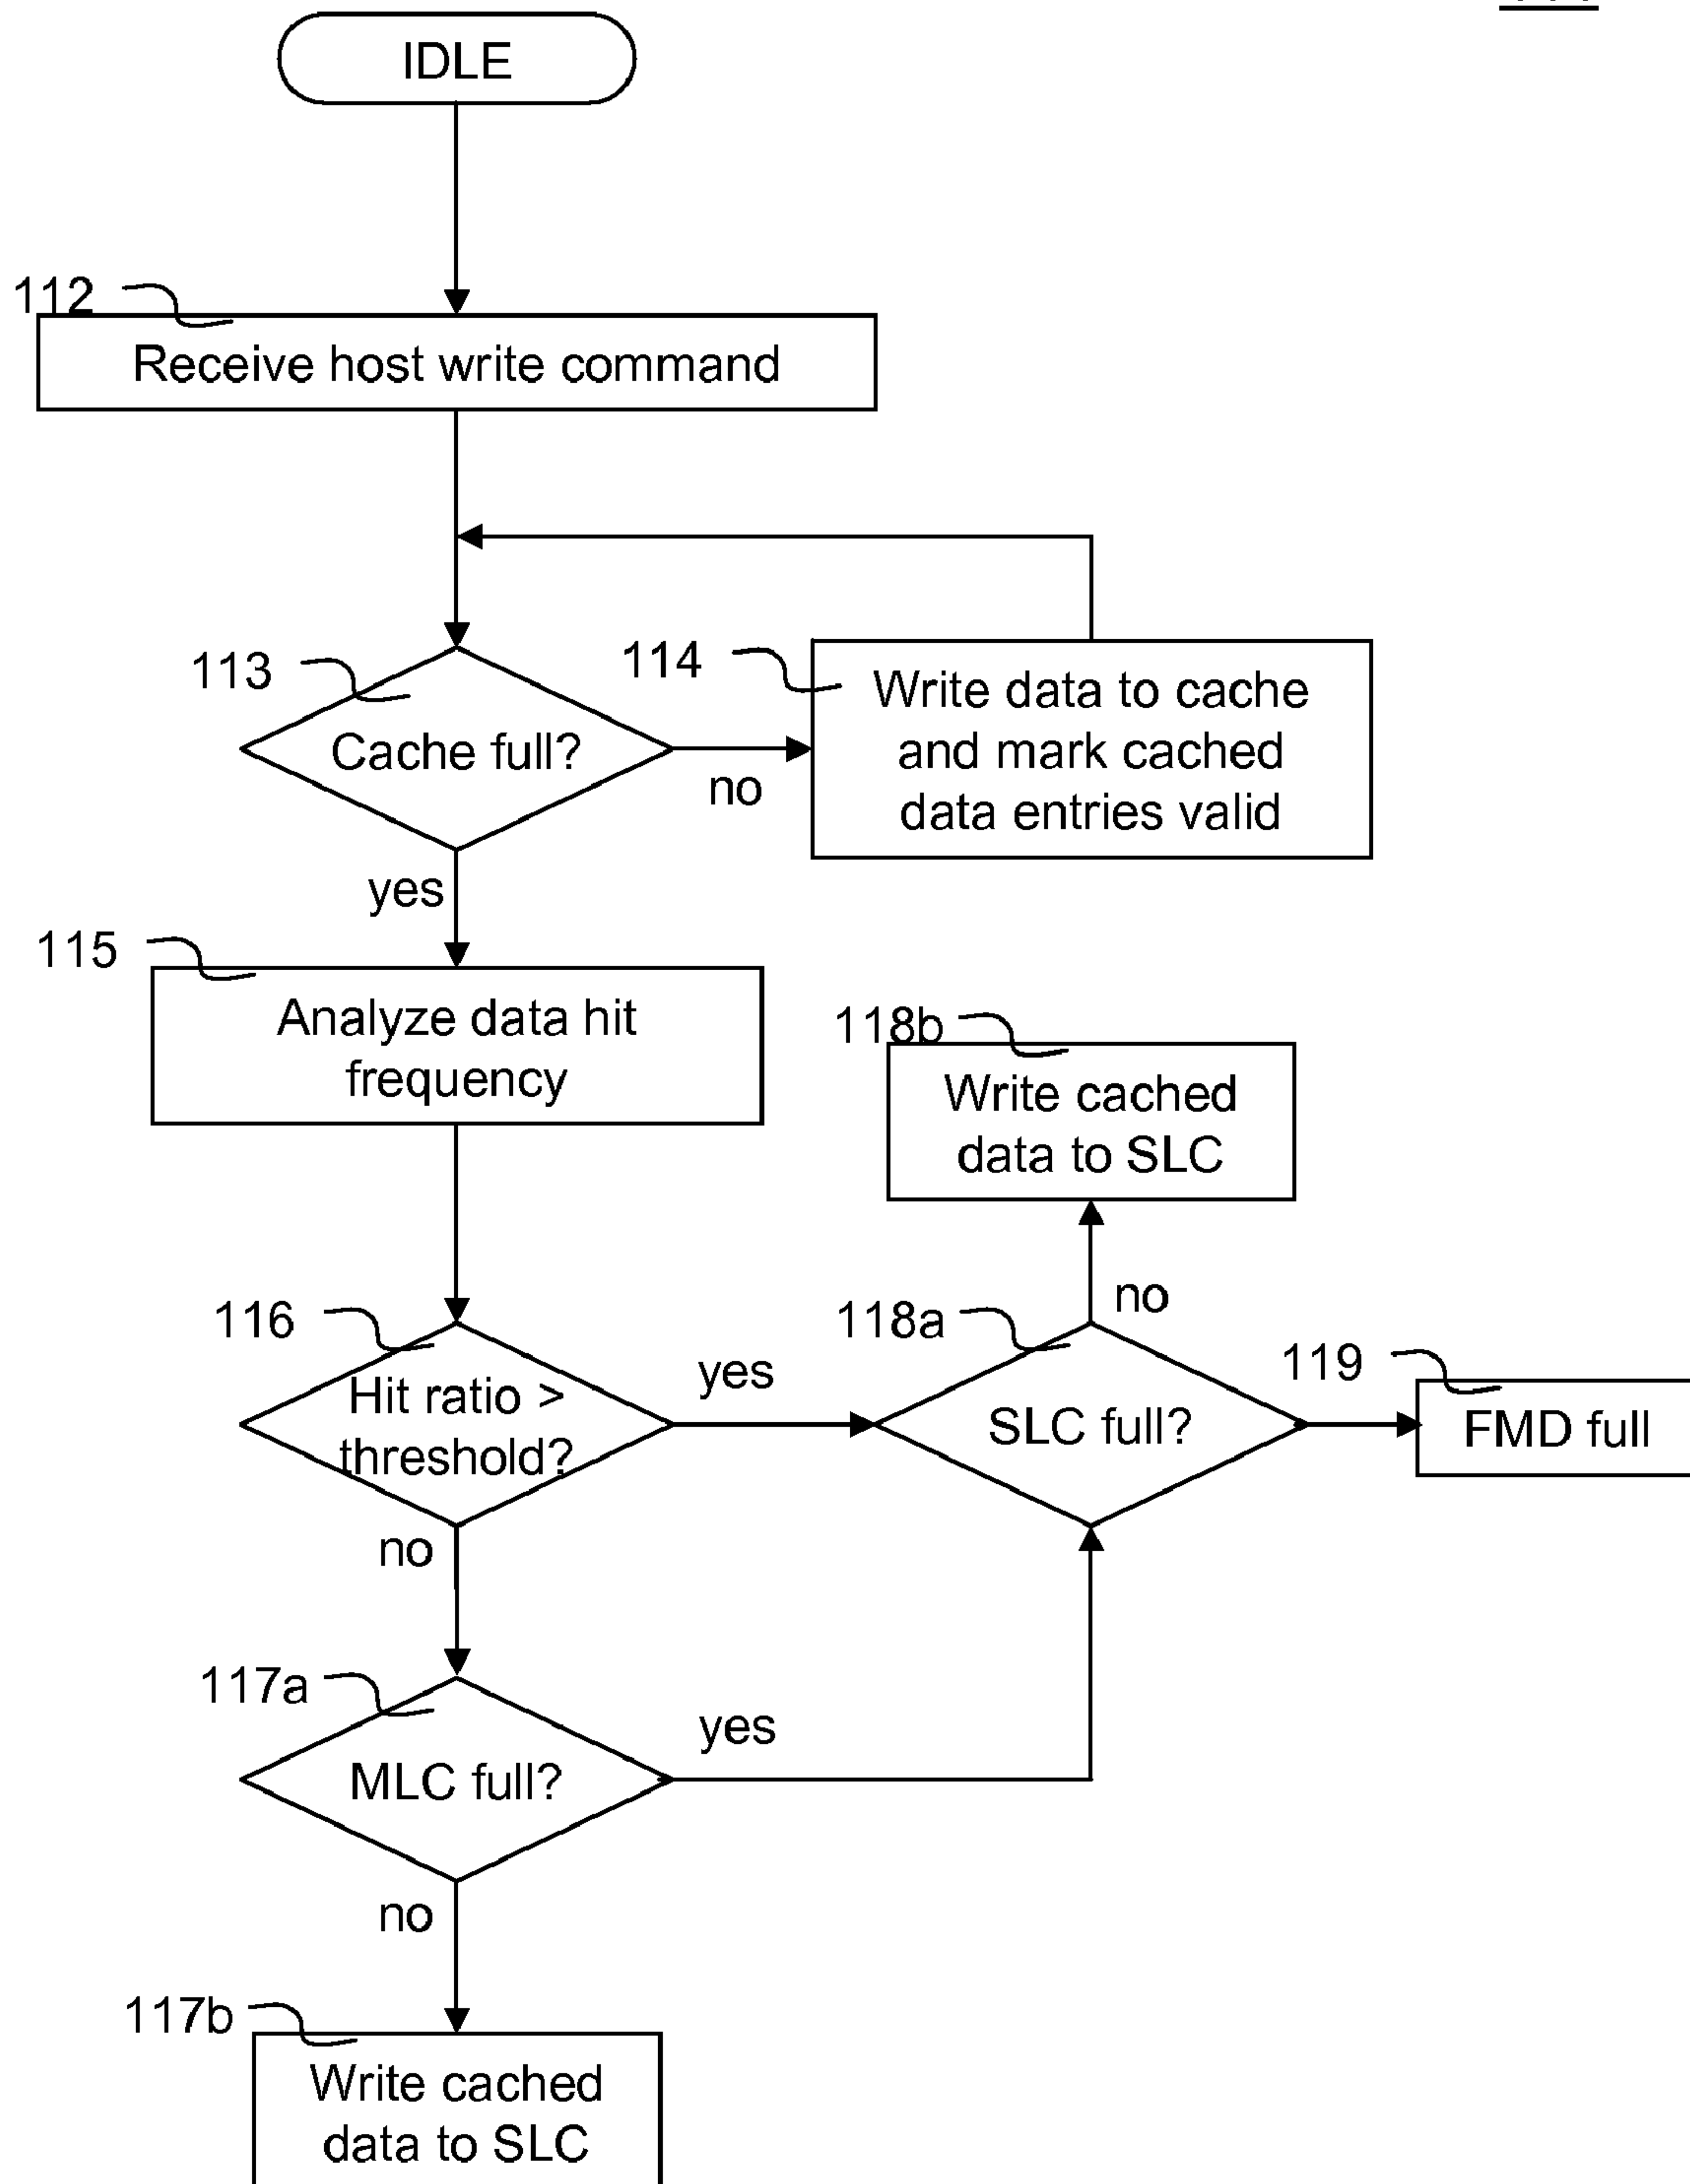 IDLE
112
Receive host write command
113
114
Write data to cache
and mark cached
data entries valid
Cache full?
no
yes
115
Analyze data hit
frequency
118b
Write cached
data to SLC
no
116
118a
119
yes
Hit ratio >
threshold?
SLC full?
FMD full
no
117a
yes
MLC full?
no
117b
Write cached
data to SLC